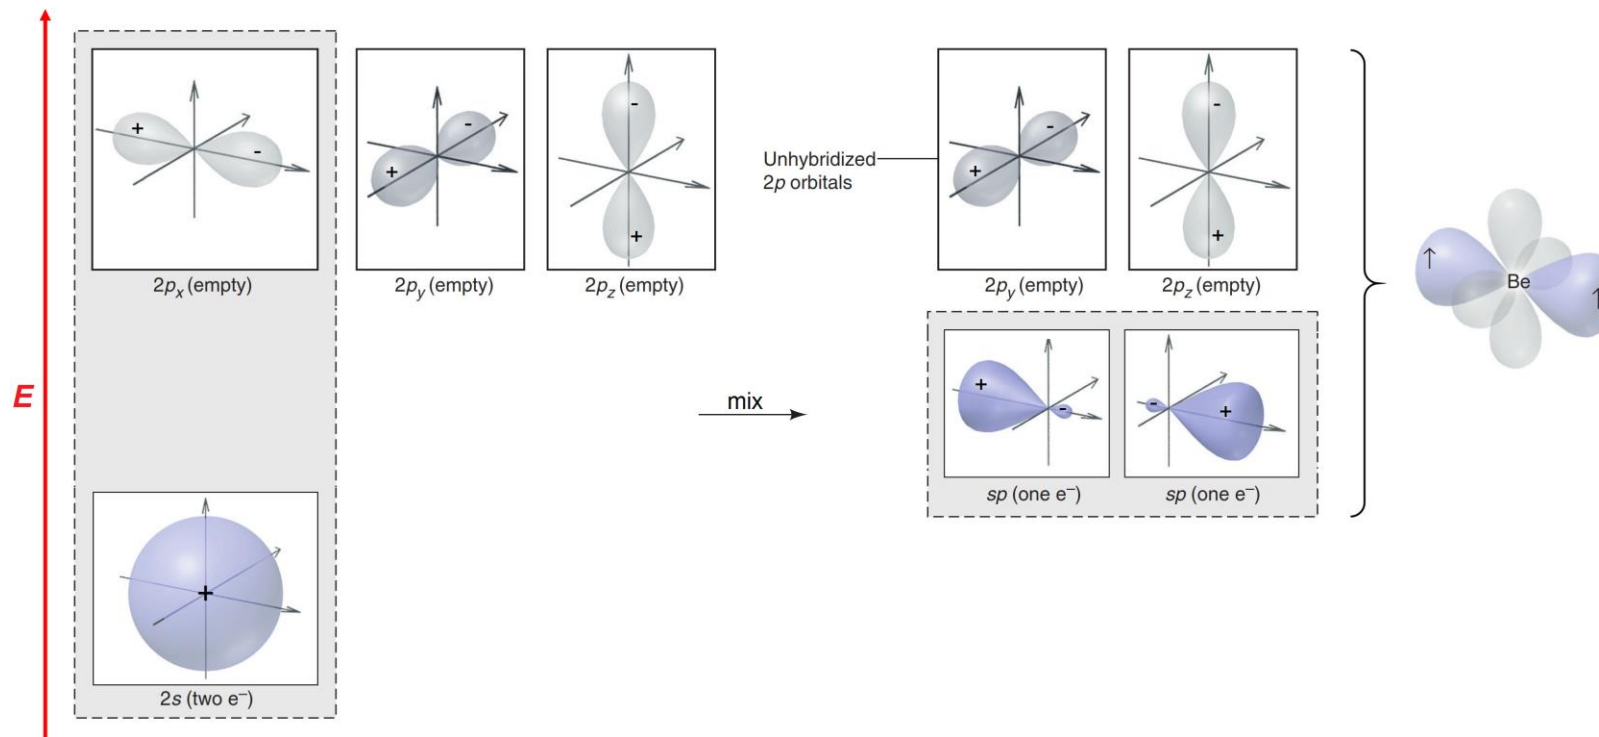 E
+
-
2px (empty)
+
-
2py (empty)
-
+
2pz (empty)
2s (two e–)
+
mix
Unhybridized
2p orbitals
+
-
2py (empty)
-
+
2pz (empty)
+
-
sp (one e–)
-
+
sp (one e–)
↑
Be
↑